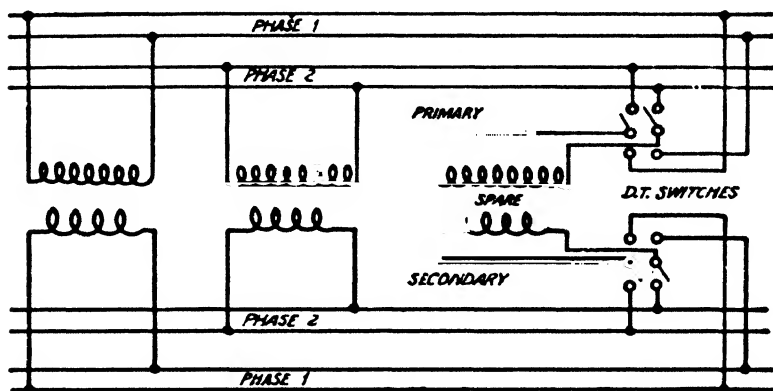 PHASE 1
PHASE 2
PRIMARY
SPARE
D.T. SWITCHES
SECONDARY
PHASE 2
PHASE 1